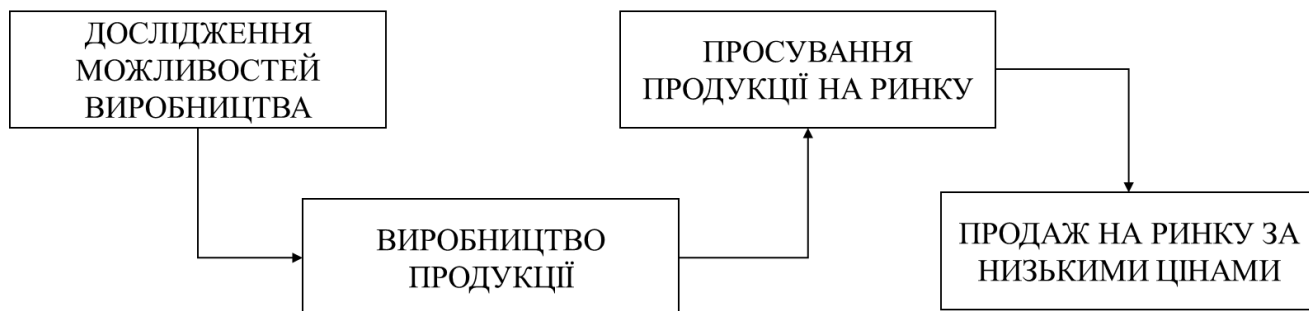 ДОСЛІДЖЕННЯ
МОЖЛИВОСТЕЙ
ВИРОБНИЦТВА
ВИРОБНИЦТВО
ПРОДУКЦІЇ
ПРОСУВАННЯ
ПРОДУКЦІЇ НА РИНКУ
ПРОДАЖ НА РИНКУ ЗА
НИЗЬКИМИ ЦІНАМИ